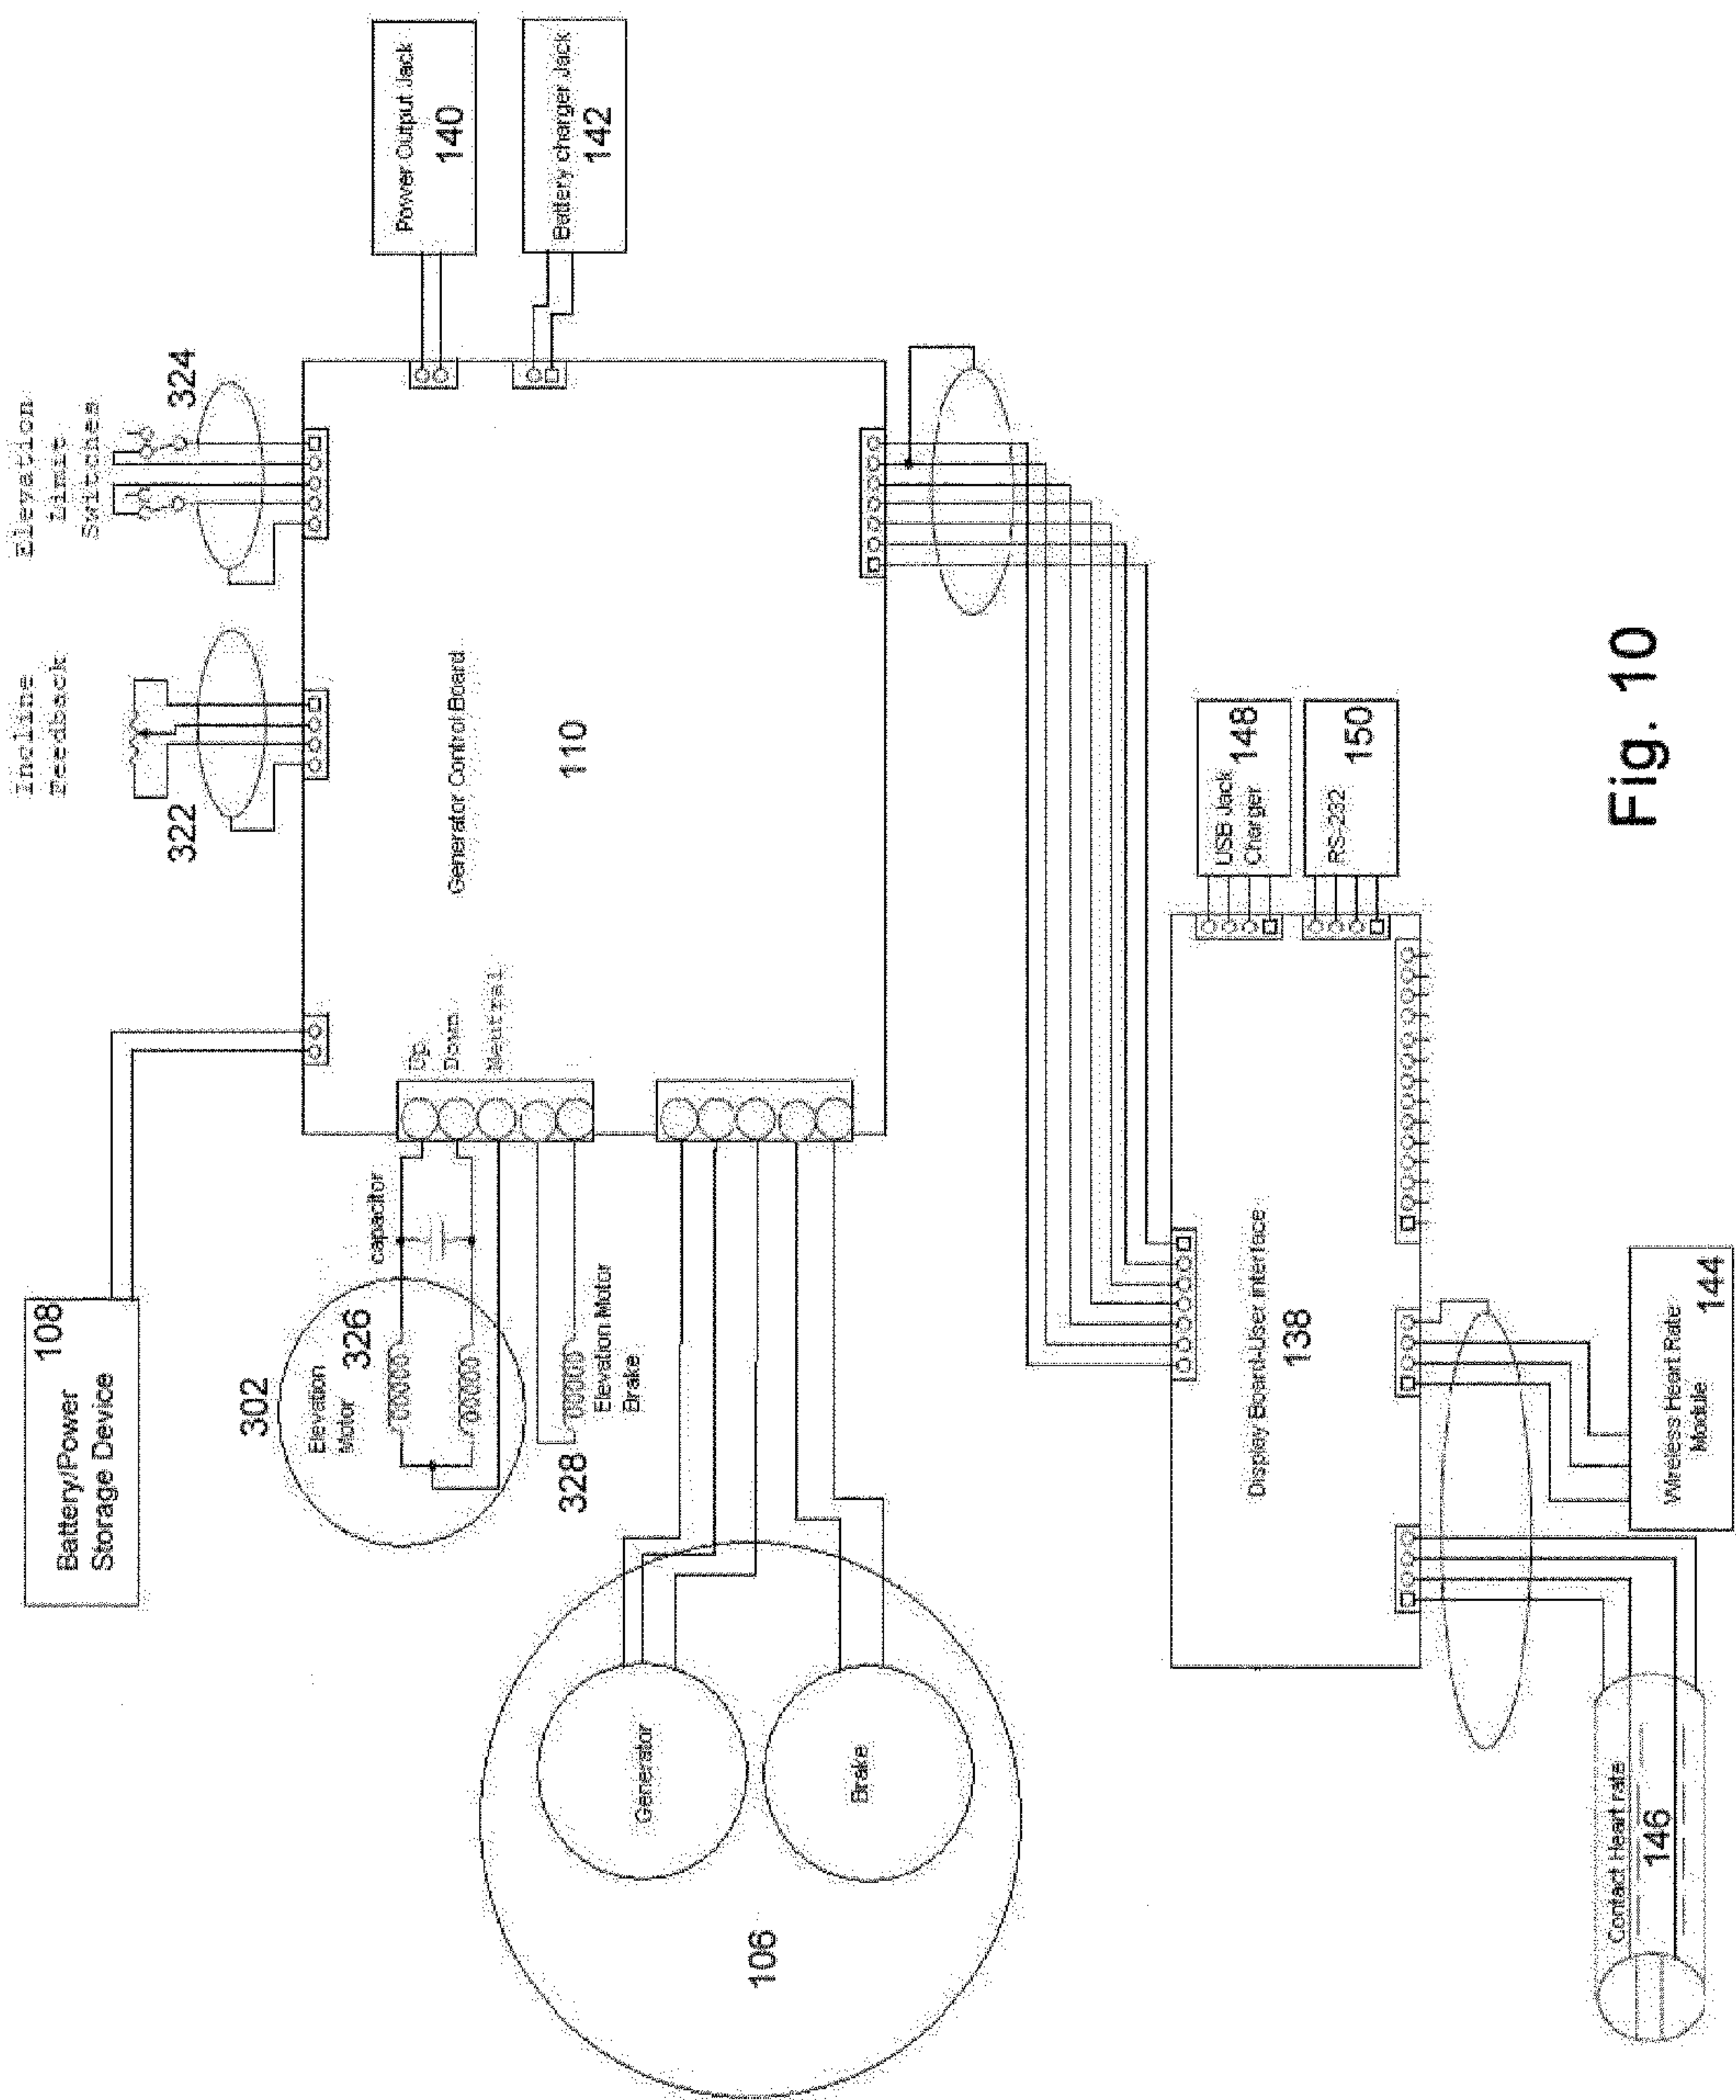 Battery/Power
Storage Device
108
Incline
Feedback
322
Elevation
Limit
Switches
324
302
Elevation
Motor
326
capacitor
Up
Down
Neutral
328
Elevation Motor
Brake
Generator Control Board
110
Power Output Jack
140
Battery charger Jack
142
Generator
Brake
106
Display Board-User interface
138
USB Jack
Charger
148
RS-232
150
Contact Heart rate
146
Wireless Heart Rate
Module
144
Fig. 10